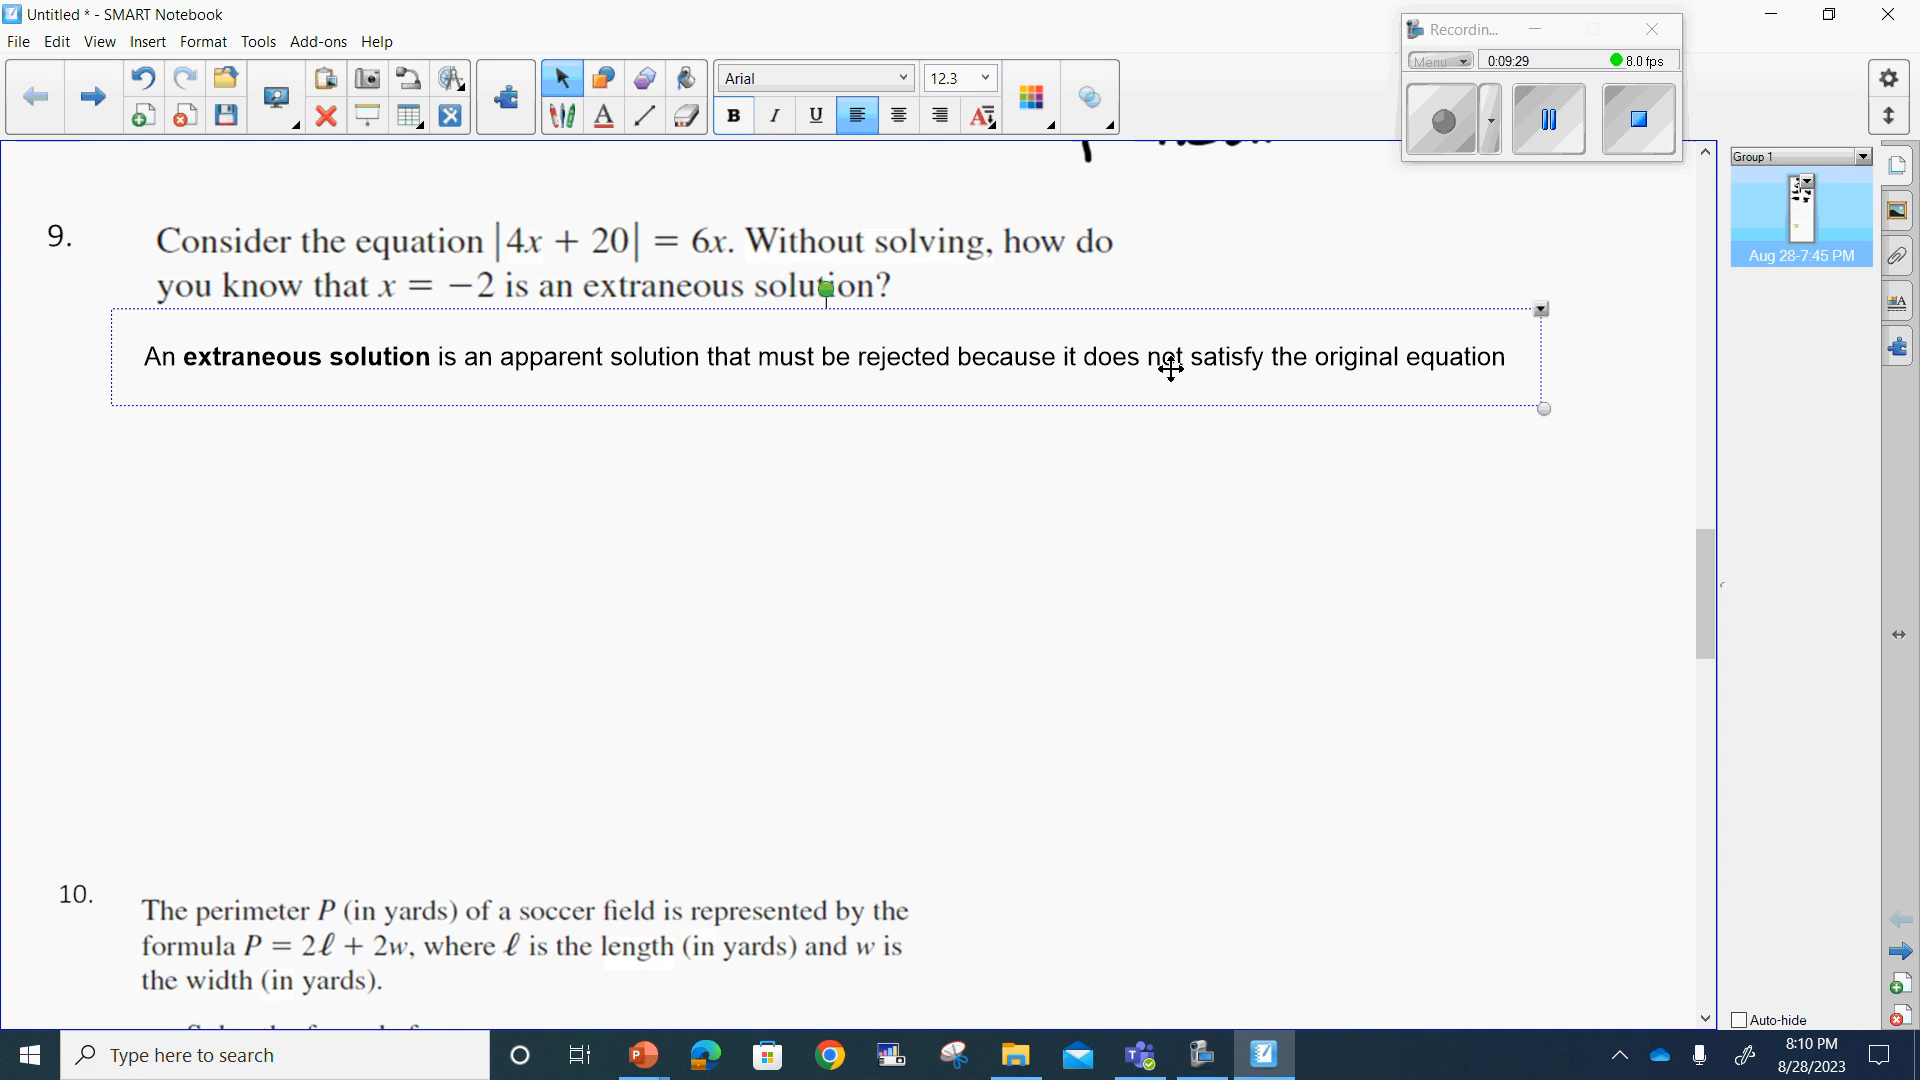 Untitled * - SMART Notebook
File Edit View Insert Format Tools Add-ons Help
Recordin...
Menu 0:09:29 8.0 fps
Arial 12.3
B I U A
Group 1
Aug 28-7:45 PM
9. Consider the equation |4x + 20| = 6x. Without solving, how do
you know that x = −2 is an extraneous solution?
An extraneous solution is an apparent solution that must be rejected because it does not satisfy the original equation
10. The perimeter P (in yards) of a soccer field is represented by the
formula P = 2ℓ + 2w, where ℓ is the length (in yards) and w is
the width (in yards).
Auto-hide
Type here to search
8:10 PM
8/28/2023